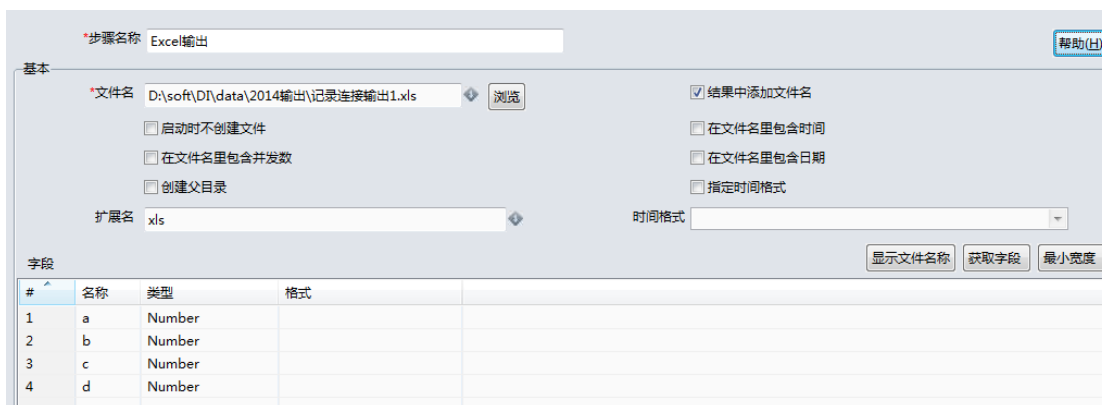 *步骤名称 Excel输出 帮助(H)
基本
*文件名 D:\soft\DI\data\2014输出\记录连接输出1.xls 浏览 结果中添加文件名
启动时不创建文件 在文件名里包含时间
在文件名里包含并发数 在文件名里包含日期
创建父目录 指定时间格式
扩展名 xls 时间格式
显示文件名称 获取字段 最小宽度
字段
# 名称 类型 格式
1 a Number
2 b Number
3 c Number
4 d Number